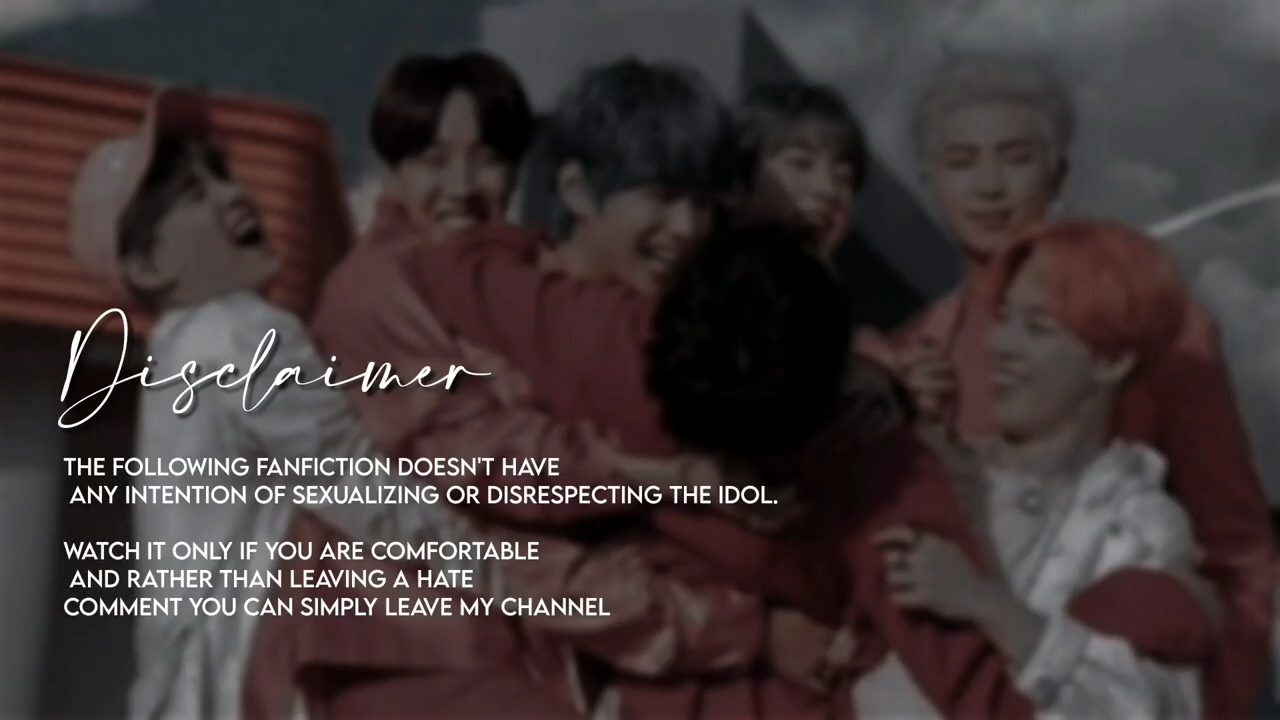 Disclaimer
THE FOLLOWING FANFICTION DOESN'T HAVE
ANY INTENTION OF SEXUALIZING OR DISRESPECTING THE IDOL.
WATCH IT ONLY IF YOU ARE COMFORTABLE
AND RATHER THAN LEAVING A HATE
COMMENT YOU CAN SIMPLY LEAVE MY CHANNEL